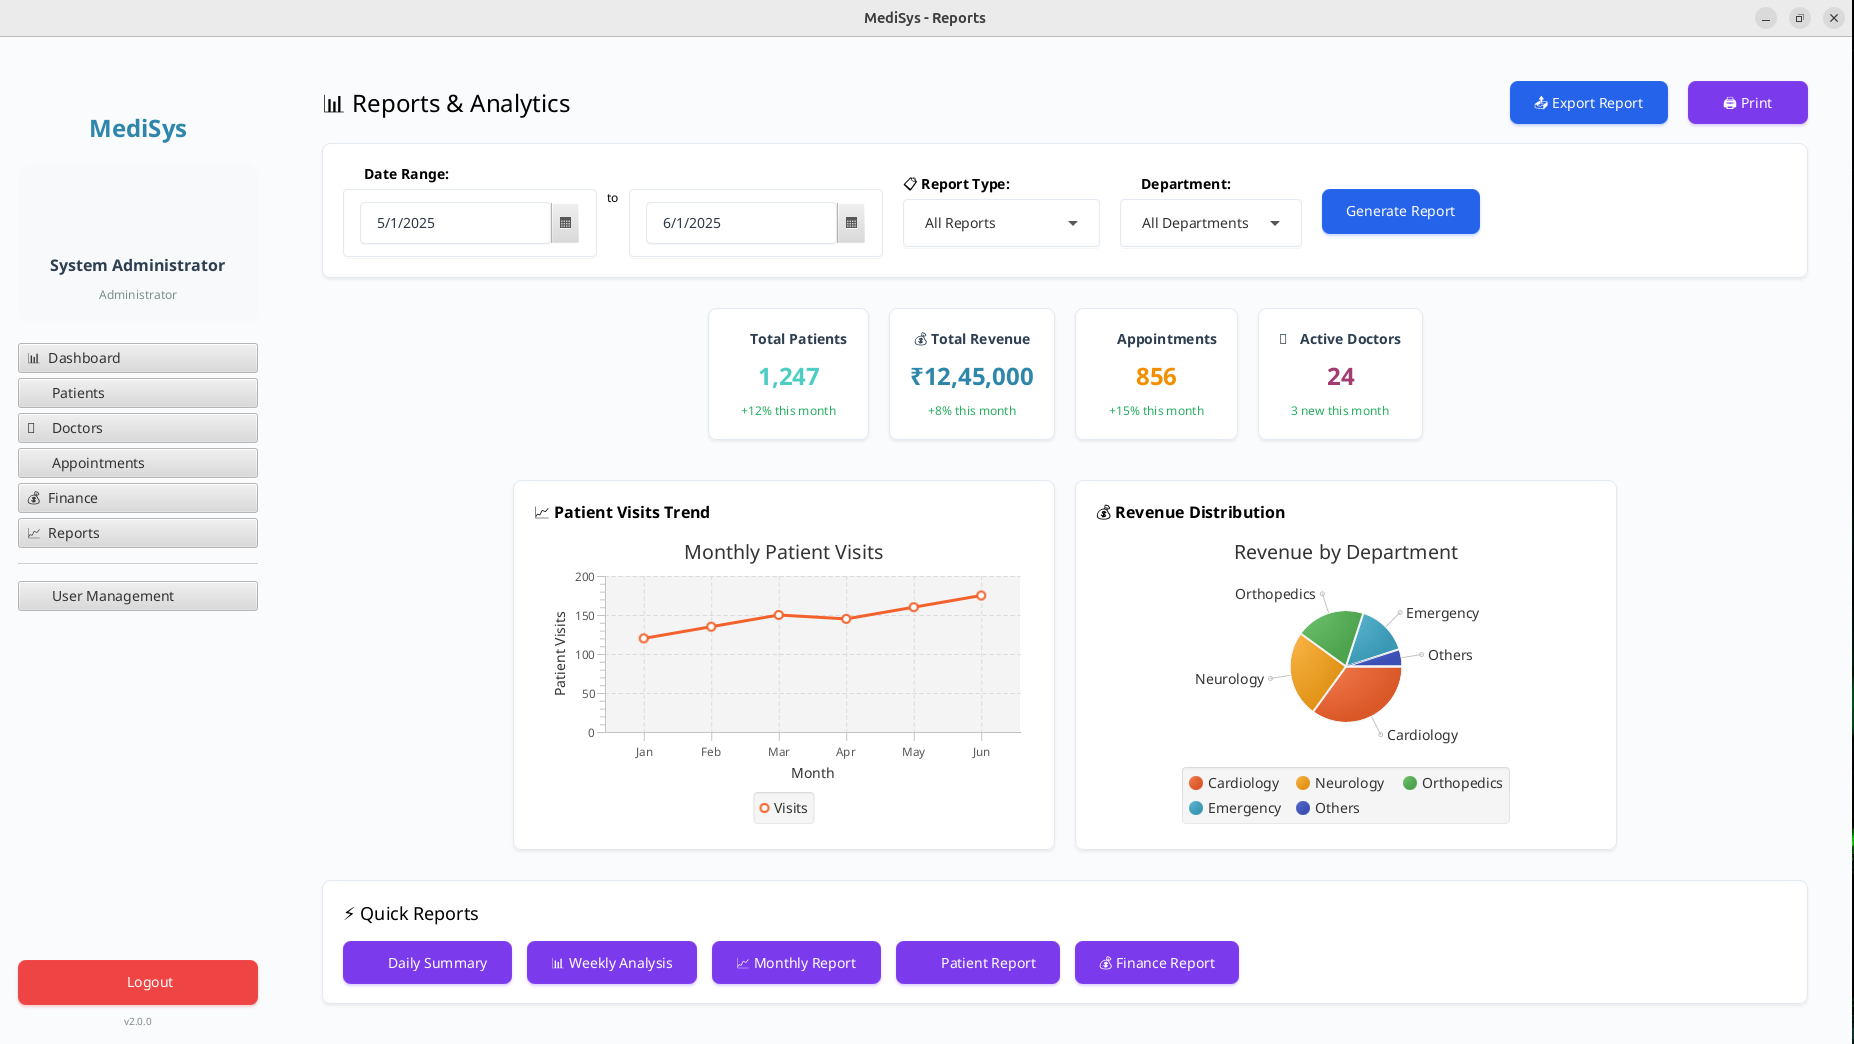 MediSys - Reports
MediSys
System Administrator
Administrator
Dashboard
Patients
Doctors
Appointments
Finance
Reports
User Management
Logout
v2.0.0
Reports & Analytics
Export Report
Print
Date Range:
5/1/2025
to
6/1/2025
Report Type:
All Reports
Department:
All Departments
Generate Report
Total Patients
1,247
+12% this month
Total Revenue
₹12,45,000
+8% this month
Appointments
856
+15% this month
Active Doctors
24
3 new this month
Patient Visits Trend
Monthly Patient Visits
200
150
100
50
0
Patient Visits
Jan Feb Mar Apr May Jun
Month
Visits
Revenue Distribution
Revenue by Department
Orthopedics
Emergency
Others
Neurology
Cardiology
Cardiology Neurology Orthopedics
Emergency Others
⚡ Quick Reports
Daily Summary
Weekly Analysis
Monthly Report
Patient Report
Finance Report